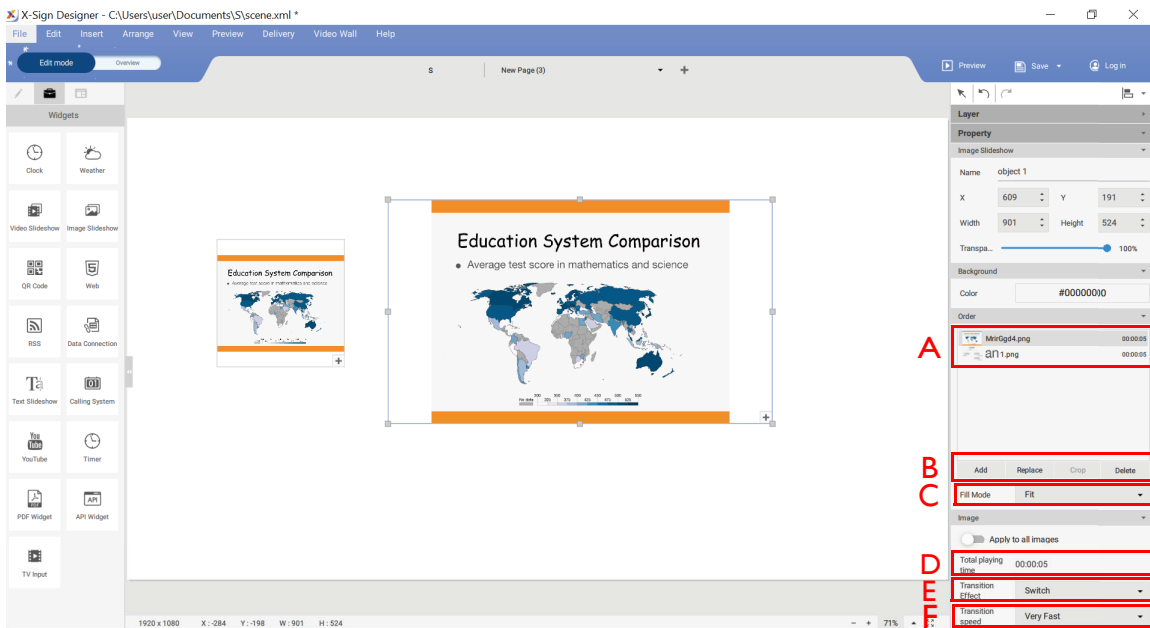 X-Sign Designer - C:\Users\user\Documents\S\scene.xml *
File Edit Insert Arrange View Preview Delivery Video Wall Help
Edit mode Overview
S New Page (3)
Preview Save Log in
Widgets
Clock Weather
Video Slideshow Image Slideshow
QR Code Web
RSS Data Connection
Text Slideshow Calling System
YouTube Timer
PDF Widget API Widget
TV Input
Education System Comparison
• Average test score in mathematics and science
Education System Comparison
• Average test score in mathematics and science
No data
Layer
Property
Image Slideshow
Name object 1
X 609 Y 191
Width 901 Height 524
Transpa... 100%
Background
Color #00000000
Order
A
MrirGgd4.png 00:00:05
an 1.png 00:00:05
B
Add Replace Crop Delete
C
Fill Mode Fit
Image
Apply to all images
D
Total playing time 00:00:05
E
Transition Effect Switch
F
Transition speed Very Fast
1920 x 1080 X : -284 Y : -198 W : 901 H : 524
71%